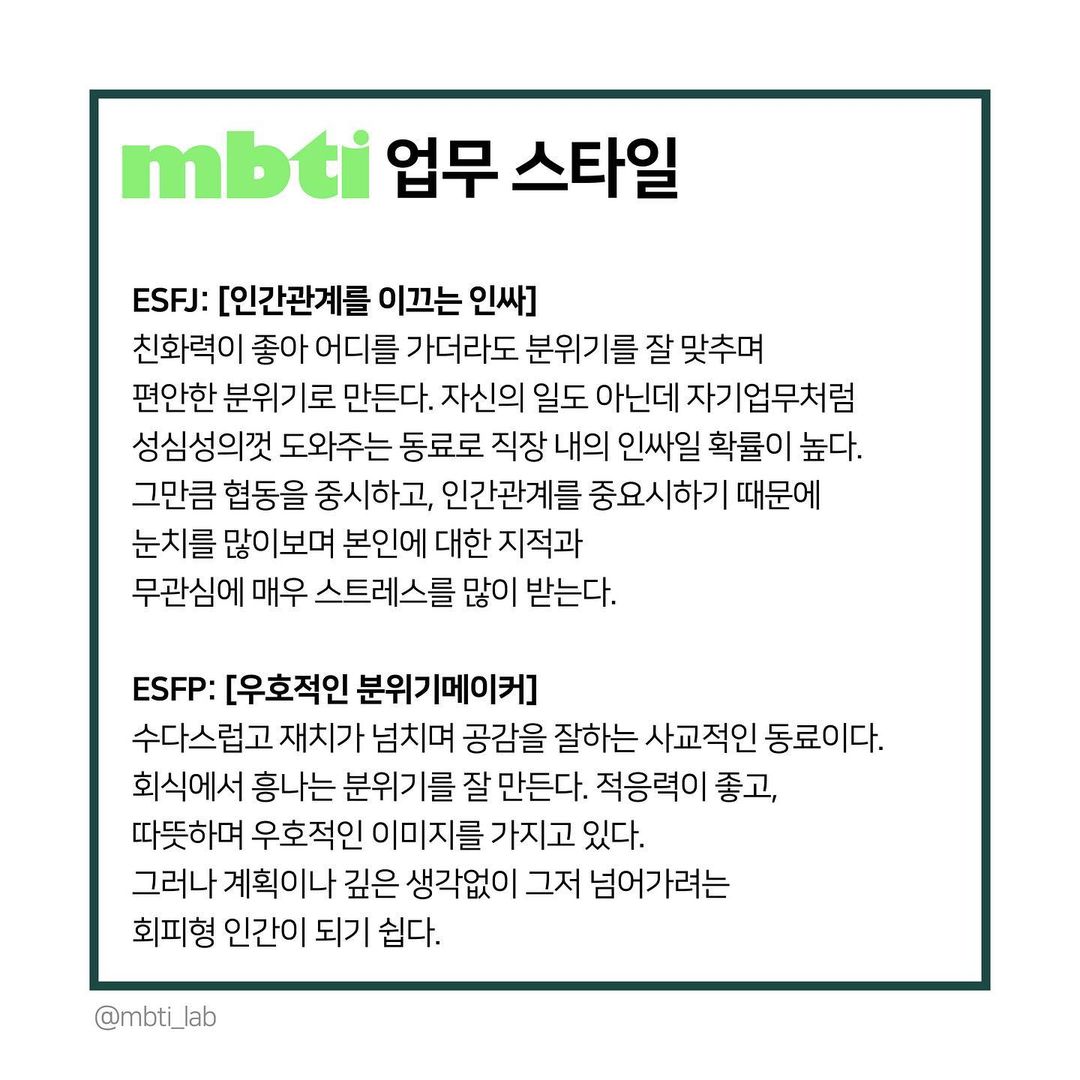 mbti 업무 스타일
ESFJ: [인간관계를 이끄는 인싸]
친화력이 좋아 어디를 가더라도 분위기를 잘 맞추며
편안한 분위기로 만든다. 자신의 일도 아닌데 자기업무처럼
성심성의껏 도와주는 동료로 직장 내의 인싸일 확률이 높다.
그만큼 협동을 중시하고, 인간관계를 중요시하기 때문에
눈치를 많이보며 본인에 대한 지적과
무관심에 매우 스트레스를 많이 받는다.
ESFP: [우호적인 분위기메이커]
수다스럽고 재치가 넘치며 공감을 잘하는 사교적인 동료이다.
회식에서 흥나는 분위기를 잘 만든다. 적응력이 좋고,
따뜻하며 우호적인 이미지를 가지고 있다.
그러나 계획이나 깊은 생각없이 그저 넘어가려는
회피형 인간이 되기 쉽다.
@mbti_lab